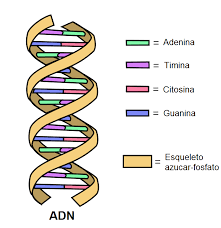 = Adenina
= Timina
= Citosina
= Guanina
= Esqueleto
azucar-fosfato
ADN